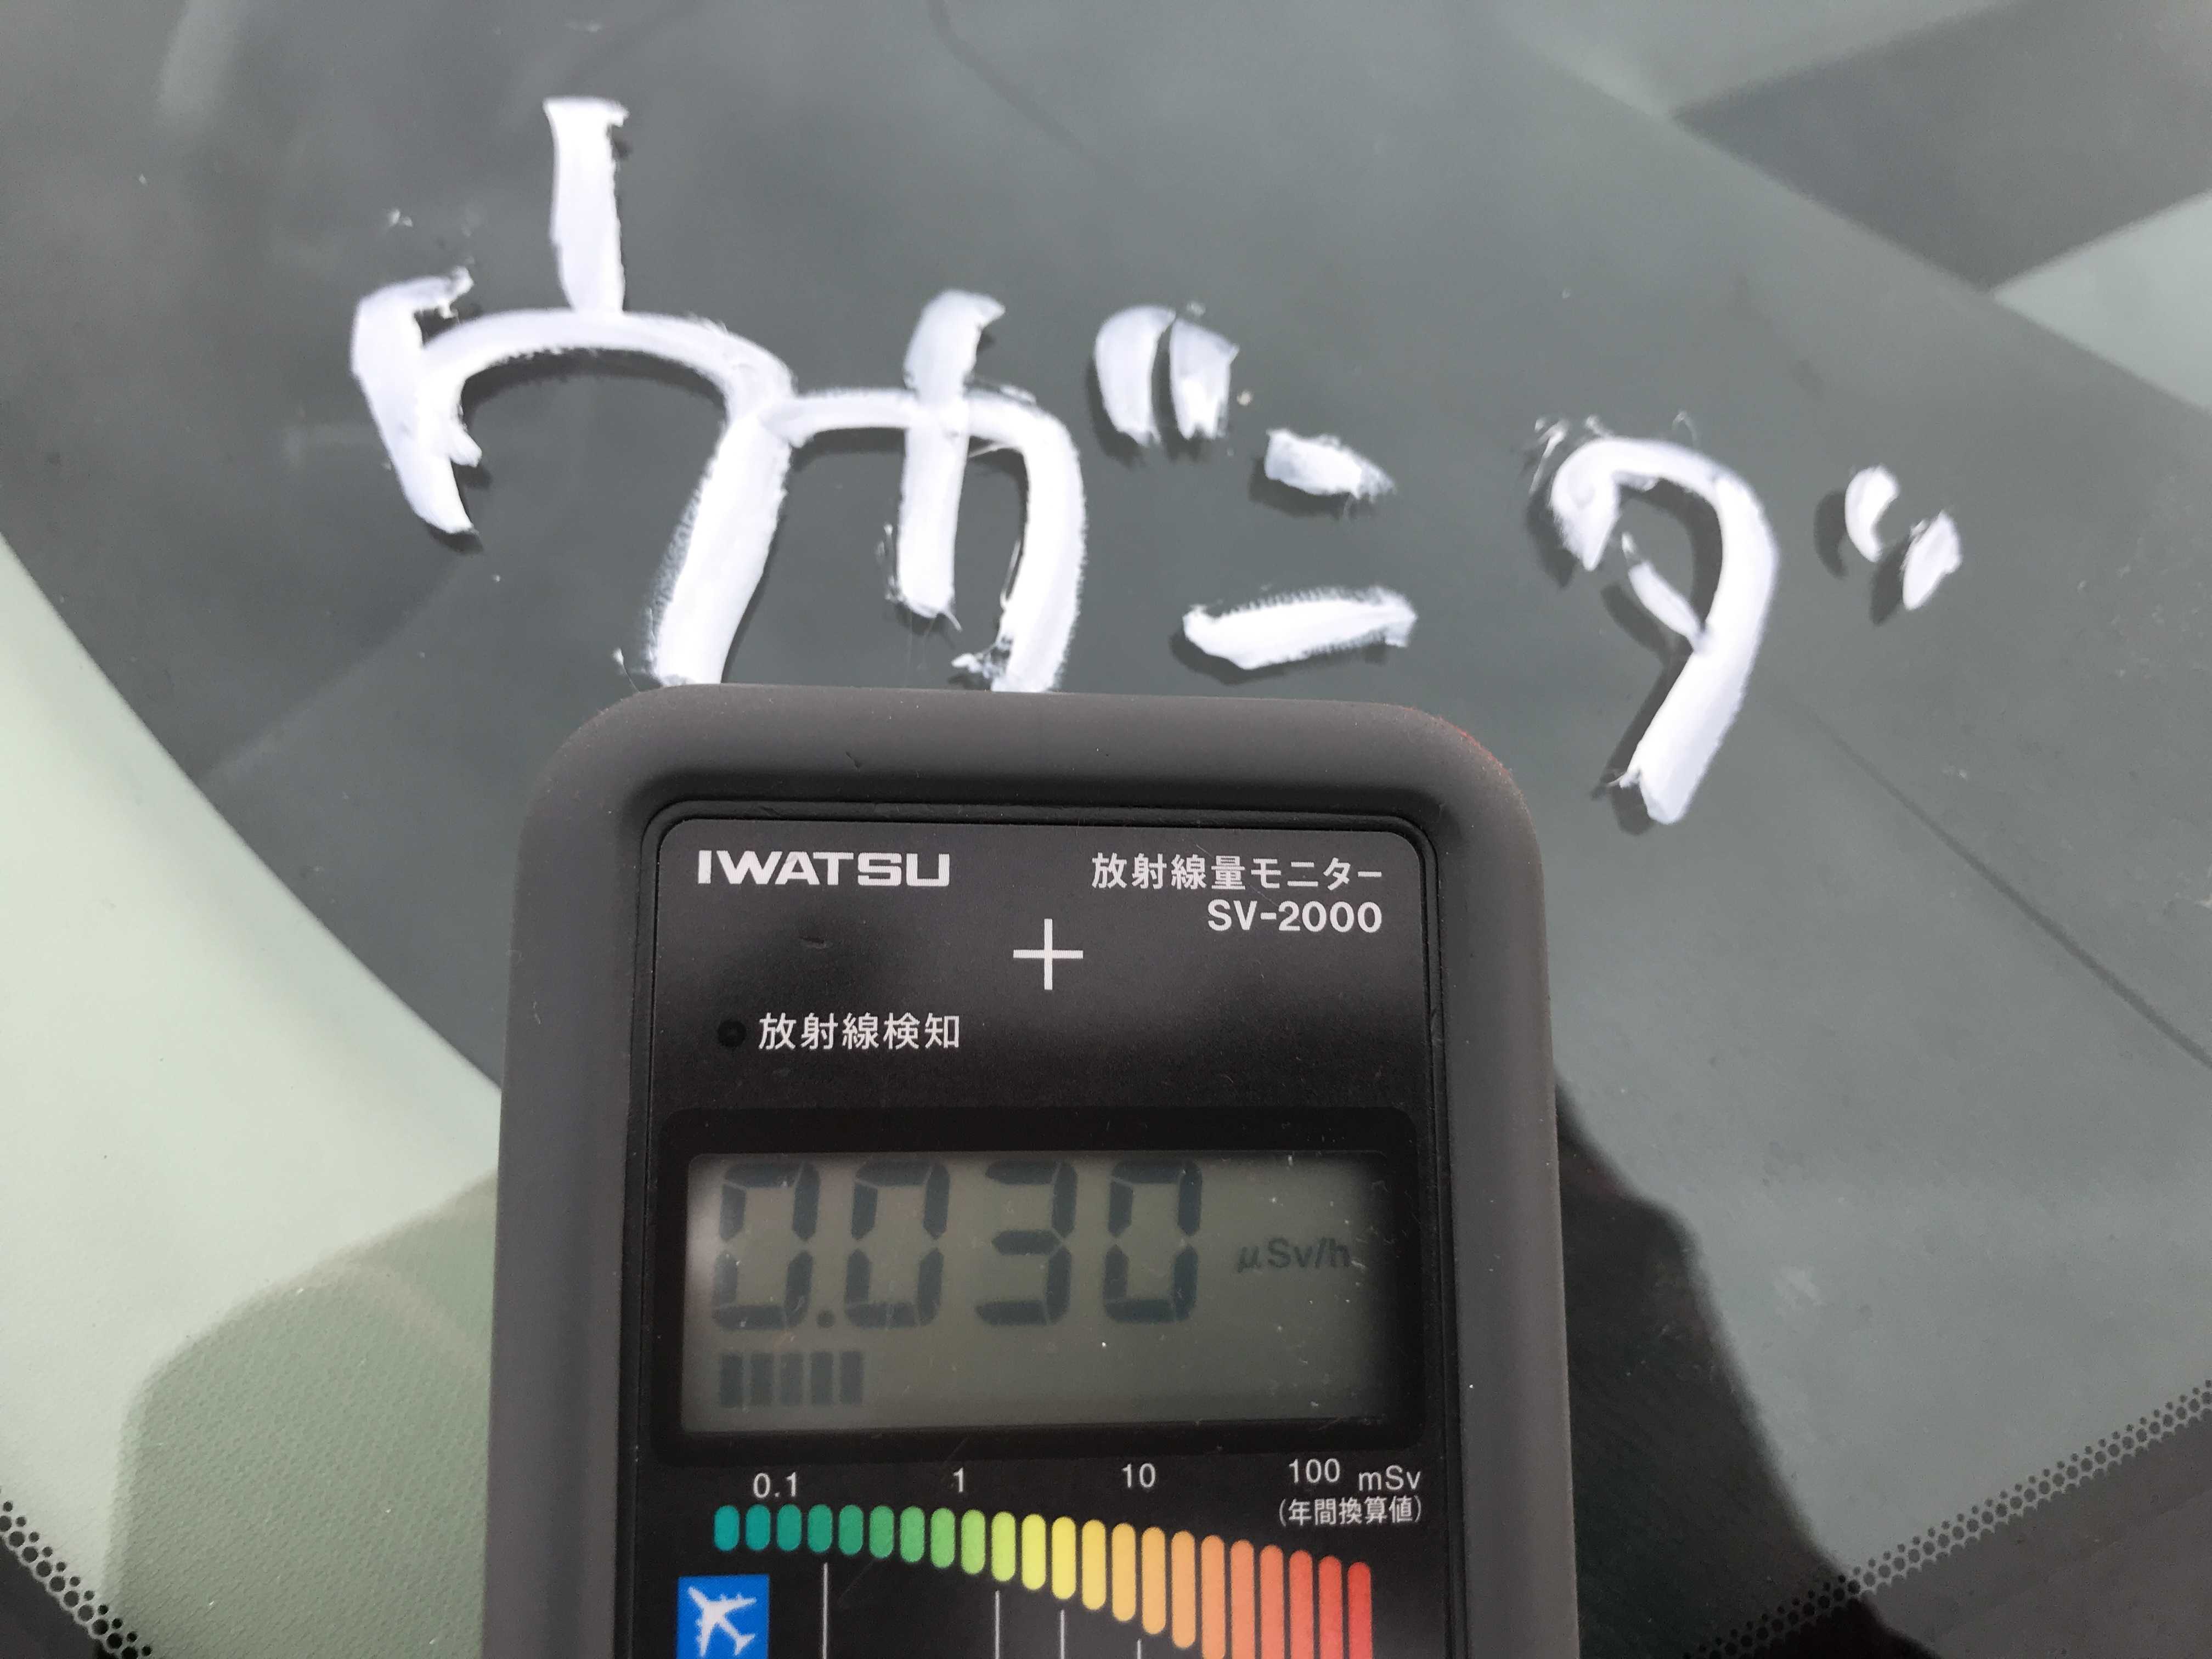 ウガンダ
IWATSU
放射線量モニター
SV-2000
放射線検知
0.030 μSv/h
0.1 1 10 100 mSv
(年間換算値)